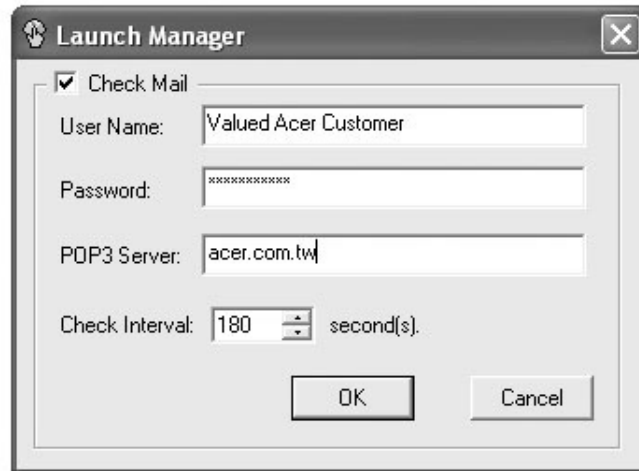 Launch Manager
Check Mail
User Name: Valued Acer Customer
Password: ***********
POP3 Server: acer.com.tw
Check Interval: 180 second(s).
OK Cancel